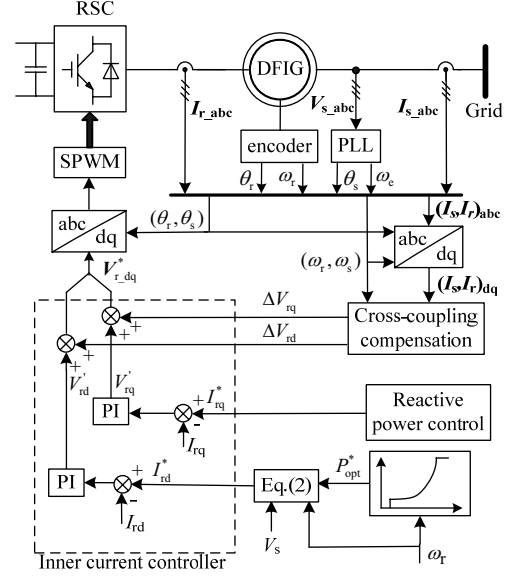 RSC
DFIG
I_r_abc
V_s_abc
I_s_abc
Grid
encoder
PLL
SPWM
θ_r
ω_r
θ_s
ω_e
(I_s,I_r)_abc
abc
dq
(θ_r,θ_s)
abc
dq
(ω_r,ω_s)
V*_r_dq
(I_s,I_r)_dq
ΔV_rq
Cross-coupling
compensation
ΔV_rd
+
+
+
+
V'_rd
V'_rq
PI
+
-
I*_rq
I_rq
Reactive
power control
PI
+
-
I*_rd
I_rd
Eq.(2)
P*_opt
V_s
ω_r
Inner current controller